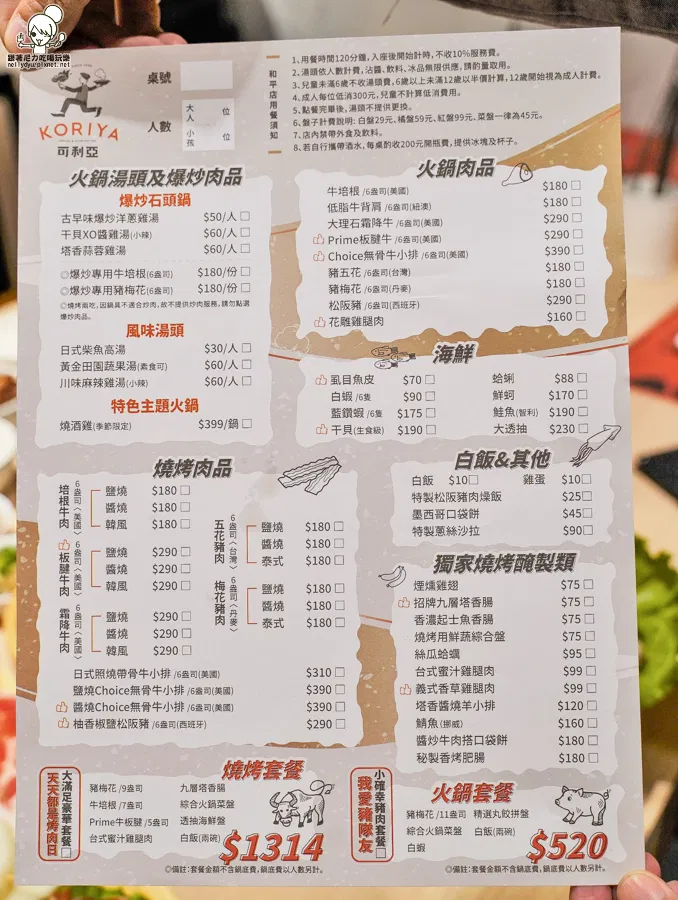 跟著尼力吃喝玩樂
nellydyu.pixnet.net
KORIYA
可利亞
桌號
人數
大人 位
小孩 位
和平店用餐須知
1、用餐時間120分鐘,入座後開始計時,不收10%服務費。
2、湯頭依人數計費,沾醬、飲料、冰品無限供應,請酌量取用。
3、兒童未滿6歲不收湯頭費,6歲以上未滿12歲以半價計算,12歲開始視為成人計費。
4、成人每位低消300元,兒童不計算低消費用。
5、點餐完畢後,湯頭不提供更換。
6、盤子計費說明:白盤29元、橘盤59元、紅盤99元、菜盤一律為45元。
7、店內禁帶外食及飲料。
8、若自行攜帶酒水,每桌酌收200元開瓶費,提供冰塊及杯子。
火鍋湯頭及爆炒肉品
爆炒石頭鍋
古早味爆炒洋蔥雞湯 $50/人
干貝XO醬雞湯(小辣) $60/人
塔香蒜蓉雞湯 $60/人
◎爆炒專用牛培根(6盎司) $180/份
◎爆炒專用豬梅花(6盎司) $180/份
◎燒烤兩吃,因鍋具不適合炒肉,故不提供炒肉服務,請勿點選
爆炒肉品。
風味湯頭
日式柴魚高湯 $30/人
黃金田園蔬果湯(素食可) $60/人
川味麻辣雞湯(小辣) $60/人
特色主題火鍋
燒酒雞(季節限定) $399/鍋
火鍋肉品
牛培根/6盎司(美國) $180
低脂牛背肩/6盎司(紐澳) $180
大理石霜降牛/6盎司(美國) $290
Prime板腱牛/6盎司(美國) $290
Choice無骨牛小排/6盎司(美國) $390
豬五花/6盎司(台灣) $180
豬梅花/6盎司(丹麥) $180
松阪豬/6盎司(西班牙) $290
花雕雞腿肉 $160
海鮮
虱目魚皮 $70 蛤蜊 $88
白蝦/6隻 $90 鮮蚵 $170
藍鑽蝦/6隻 $175 鮭魚(智利) $190
干貝(生食級) $190 大透抽 $230
燒烤肉品
培根牛肉 6盎司(美國)
鹽燒 $180
醬燒 $180
韓風 $180
板腱牛肉 6盎司(美國)
鹽燒 $290
醬燒 $290
韓風 $290
霜降牛肉 6盎司(美國)
鹽燒 $290
醬燒 $290
韓風 $290
五花豬肉 6盎司(台灣)
鹽燒 $180
醬燒 $180
泰式 $180
梅花豬肉 6盎司(丹麥)
鹽燒 $180
醬燒 $180
泰式 $180
日式照燒帶骨牛小排/6盎司(美國) $310
鹽燒Choice無骨牛小排/6盎司(美國) $390
醬燒Choice無骨牛小排/6盎司(美國) $390
柚香椒鹽松阪豬/6盎司(西班牙) $290
白飯&其他
白飯 $10 雞蛋 $10
特製松阪豬肉燥飯 $25
墨西哥口袋餅 $45
特製蔥絲沙拉 $90
獨家燒烤醃製類
煙燻雞翅 $75
招牌九層塔香腸 $75
香濃起士魚香腸 $75
燒烤用鮮蔬綜合盤 $75
絲瓜蛤蠣 $95
台式蜜汁雞腿肉 $99
義式香草雞腿肉 $99
塔香醬燒羊小排 $120
鯖魚(挪威) $160
醬炒牛肉搭口袋餅 $180
秘製香烤肥腸 $180
大滿足豪華套餐
天天都是烤肉日
燒烤套餐
豬梅花/9盎司 九層塔香腸
牛培根/7盎司 綜合火鍋菜盤
Prime牛板腱/5盎司 透抽海鮮盤
台式蜜汁雞腿肉 白飯(兩碗)
$1314
◎備註:套餐金額不含鍋底費,鍋底費以人數另計。
小確幸豬肉套餐
我愛豬隊友
火鍋套餐
豬梅花/11盎司 精選丸餃拼盤
綜合火鍋菜盤 白飯(兩碗)
白蝦
$520
◎備註:套餐金額不含鍋底費,鍋底費以人數另計。